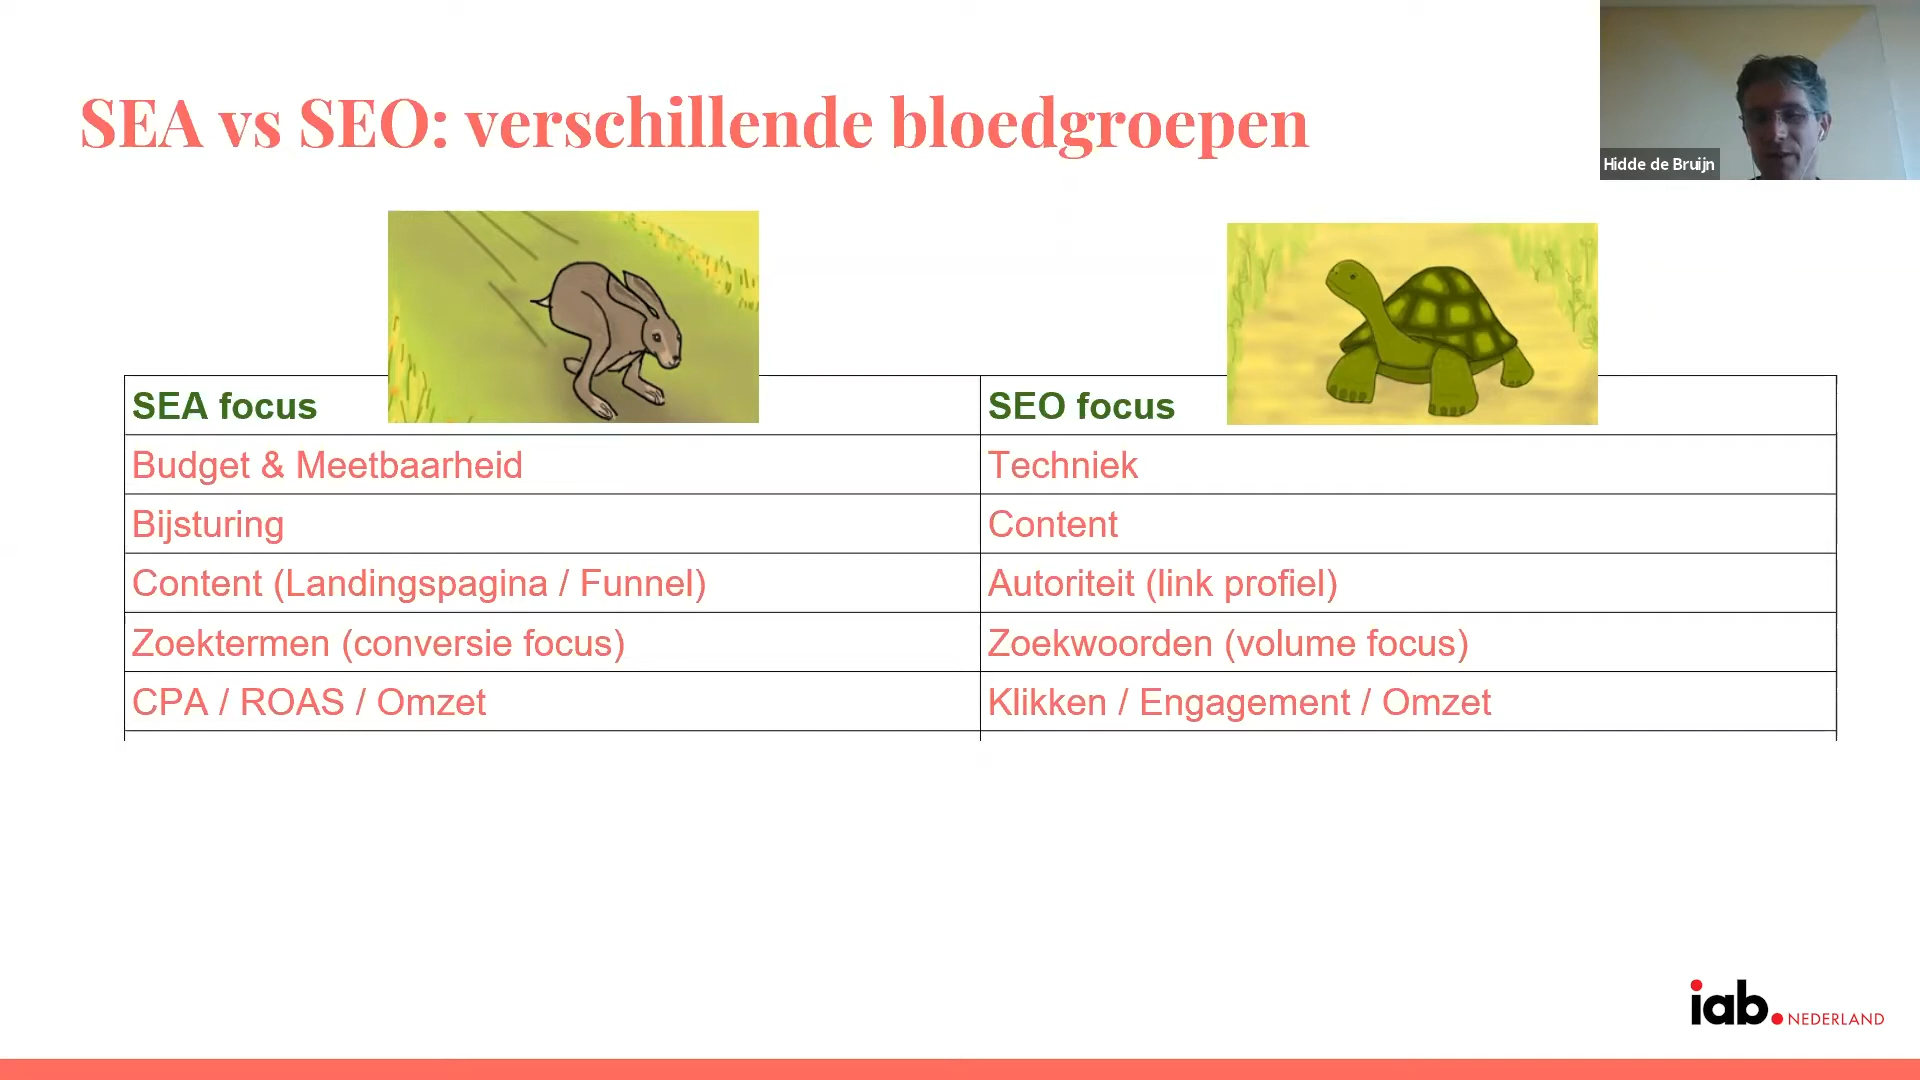 SEA vs SEO: verschillende bloedgroepen
Hidde de Bruijn
SEA focus
SEO focus
Budget & Meetbaarheid
Techniek
Bijsturing
Content
Content (Landingspagina / Funnel)
Autoriteit (link profiel)
Zoektermen (conversie focus)
Zoekwoorden (volume focus)
CPA / ROAS / Omzet
Klikken / Engagement / Omzet
iab. NEDERLAND